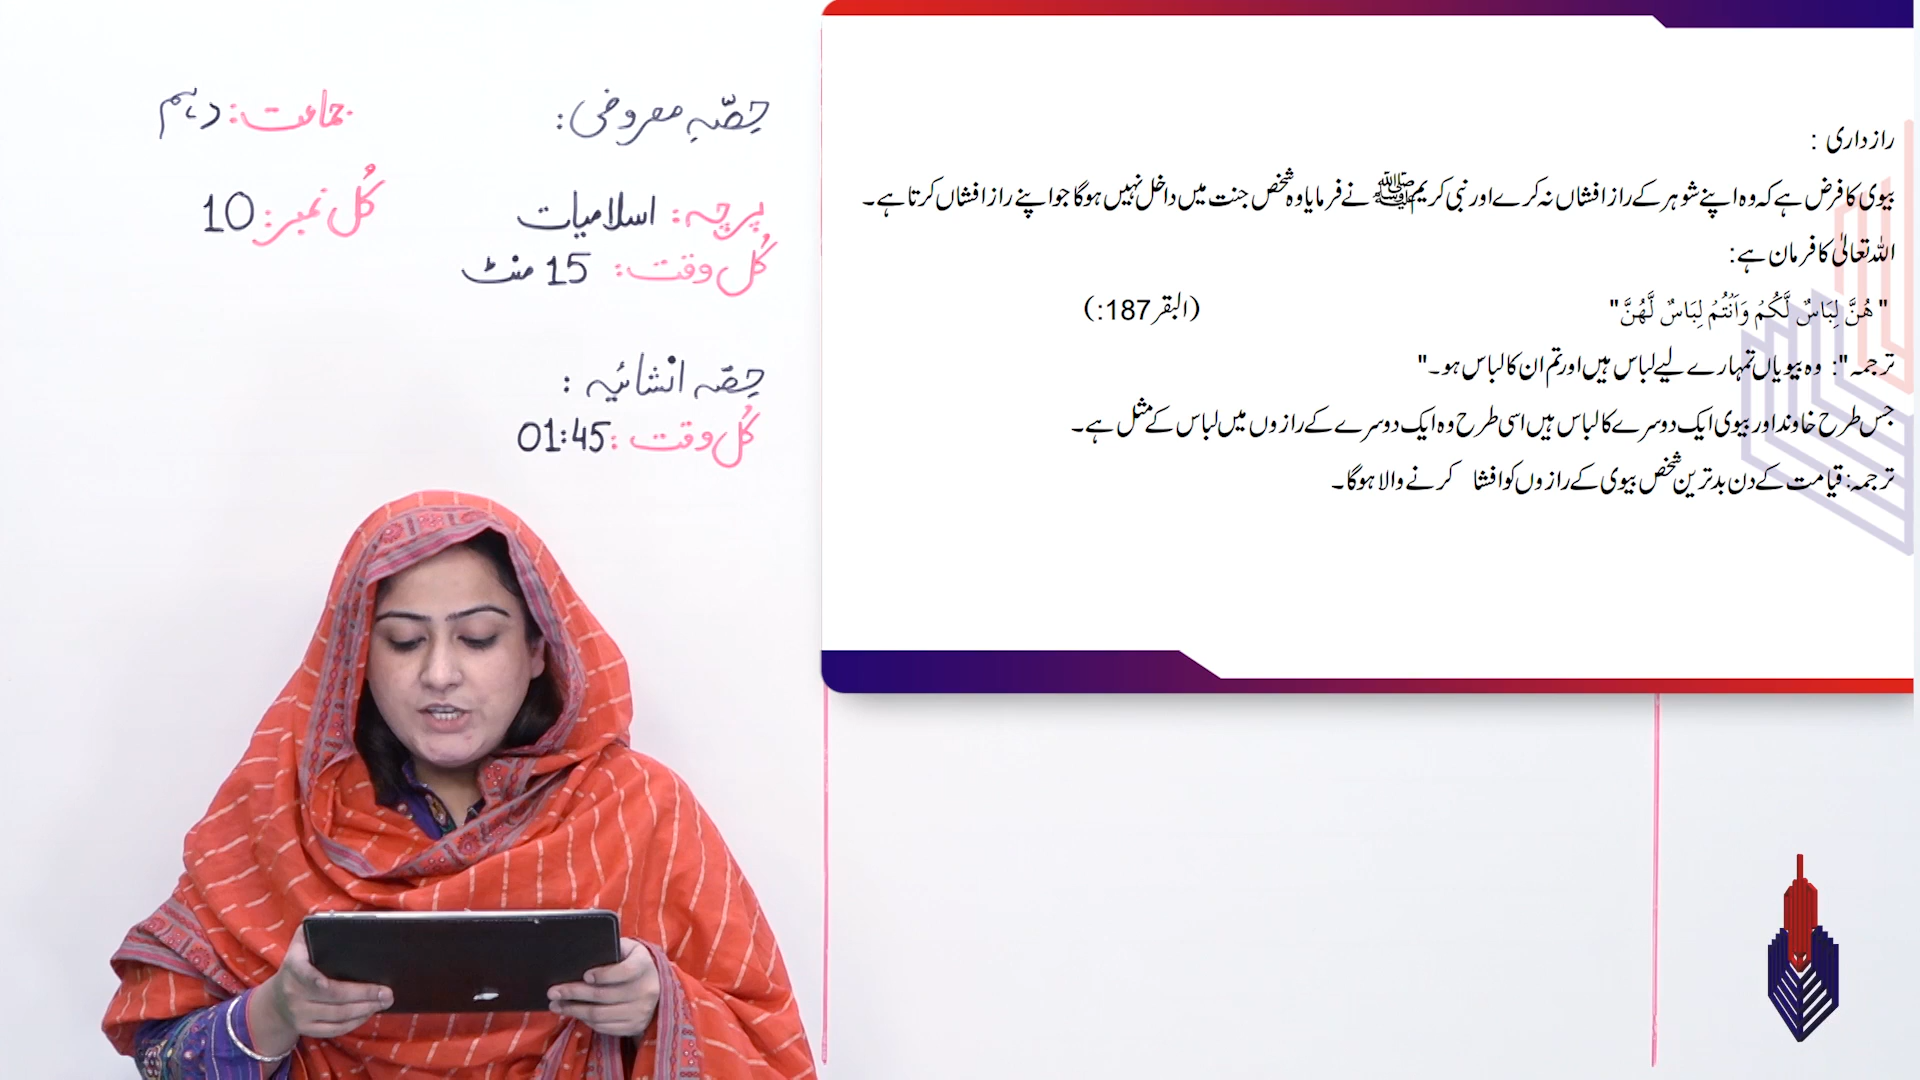 حِصّہِ معروضی:
جماعت: دہم
پرچہ: اسلامیات
کُل نمبر: 10
کُل وقت: 15 منٹ
حِصّہ انشائیہ :
کُل وقت: 01:45
رازداری :
بیوی کا فرض ہے کہ وہ اپنے شوہر کے راز افشاں نہ کرے اور نبی کریم ﷺ نے فرمایا وہ شخص جنت میں داخل نہیں ہوگا جو اپنے راز افشاں کرتا ہے۔
اللہ تعالیٰ کا فرمان ہے:
" هُنَّ لِبَاسٌ لَّكُمْ وَاَنْتُمْ لِبَاسٌ لَّهُنَّ" (البقر187:)
ترجمہ": وہ بیویاں تمہارے لیے لباس ہیں اور تم ان کا لباس ہو۔"
جس طرح خاوند اور بیوی ایک دوسرے کا لباس ہیں اسی طرح وہ ایک دوسرے کے رازوں میں لباس کے مثل ہے۔
ترجمہ: قیامت کے دن بدترین شخص بیوی کے رازوں کو افشا کرنے والا ہوگا۔